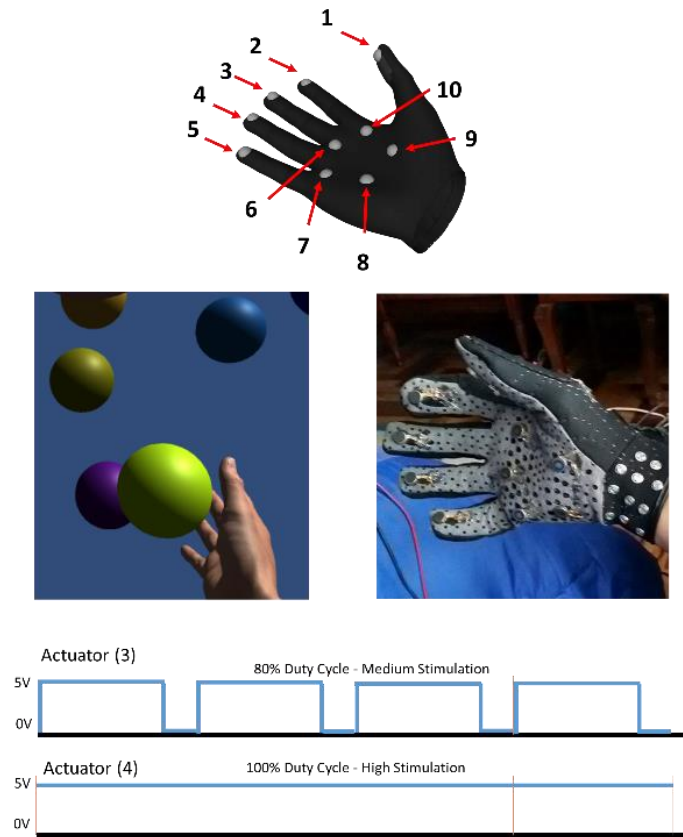 1
2
3
4
5
10
9
6
7
8
Actuator (3)
80% Duty Cycle - Medium Stimulation
5V
0V
Actuator (4)
100% Duty Cycle - High Stimulation
5V
0V